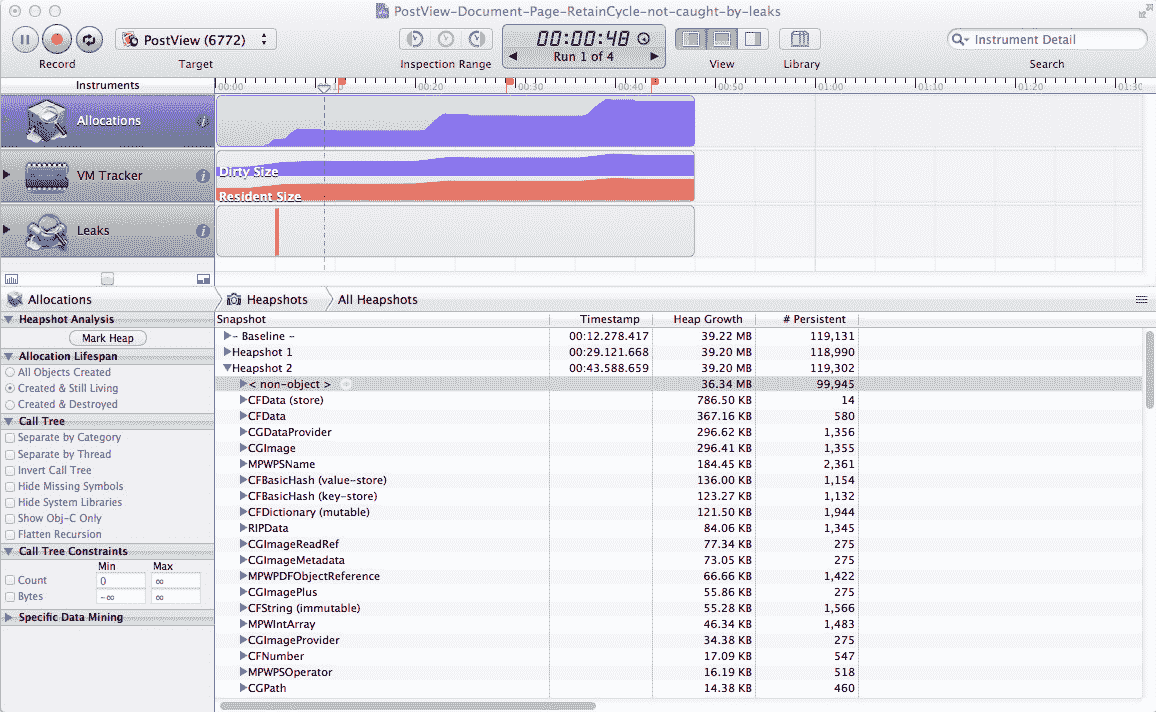 PostView-Document-Page-RetainCycle-not-caught-by-leaks
PostView (6772)
00:00:48
Run 1 of 4
Instrument Detail
Record
Target
Inspection Range
View
Library
Search
Instruments
00:00
00:20
00:30
00:40
00:50
01:00
01:10
01:20
01:30
Allocations
VM Tracker
Dirty Size
Resident Size
Leaks
Allocations
Heapshots
All Heapshots
Heapshot Analysis
Mark Heap
Allocation Lifespan
All Objects Created
Created & Still Living
Created & Destroyed
Call Tree
Separate by Category
Separate by Thread
Invert Call Tree
Hide Missing Symbols
Hide System Libraries
Show Obj-C Only
Flatten Recursion
Call Tree Constraints
Min Max
Count 0 ∞
Bytes -∞ ∞
Specific Data Mining
Snapshot Timestamp Heap Growth # Persistent
- Baseline - 00:12.278.417 39.22 MB 119,131
Heapshot 1 00:29.121.668 39.20 MB 118,990
Heapshot 2 00:43.588.659 39.20 MB 119,302
< non-object > 36.34 MB 99,945
CFData (store) 786.50 KB 14
CFData 367.16 KB 580
CGDataProvider 296.62 KB 1,356
CGImage 296.41 KB 1,355
MPWPSName 184.45 KB 2,361
CFBasicHash (value-store) 136.00 KB 1,154
CFBasicHash (key-store) 123.27 KB 1,132
CFDictionary (mutable) 121.50 KB 1,944
RIPData 84.06 KB 1,345
CGImageReadRef 77.34 KB 275
CGImageMetadata 73.05 KB 275
MPWPDFObjectReference 66.66 KB 1,422
CGImagePlus 55.86 KB 275
CFString (immutable) 55.28 KB 1,566
MPWIntArray 46.34 KB 1,483
CGImageProvider 34.38 KB 275
CFNumber 17.09 KB 547
MPWPSOperator 16.19 KB 518
CGPath 14.38 KB 460